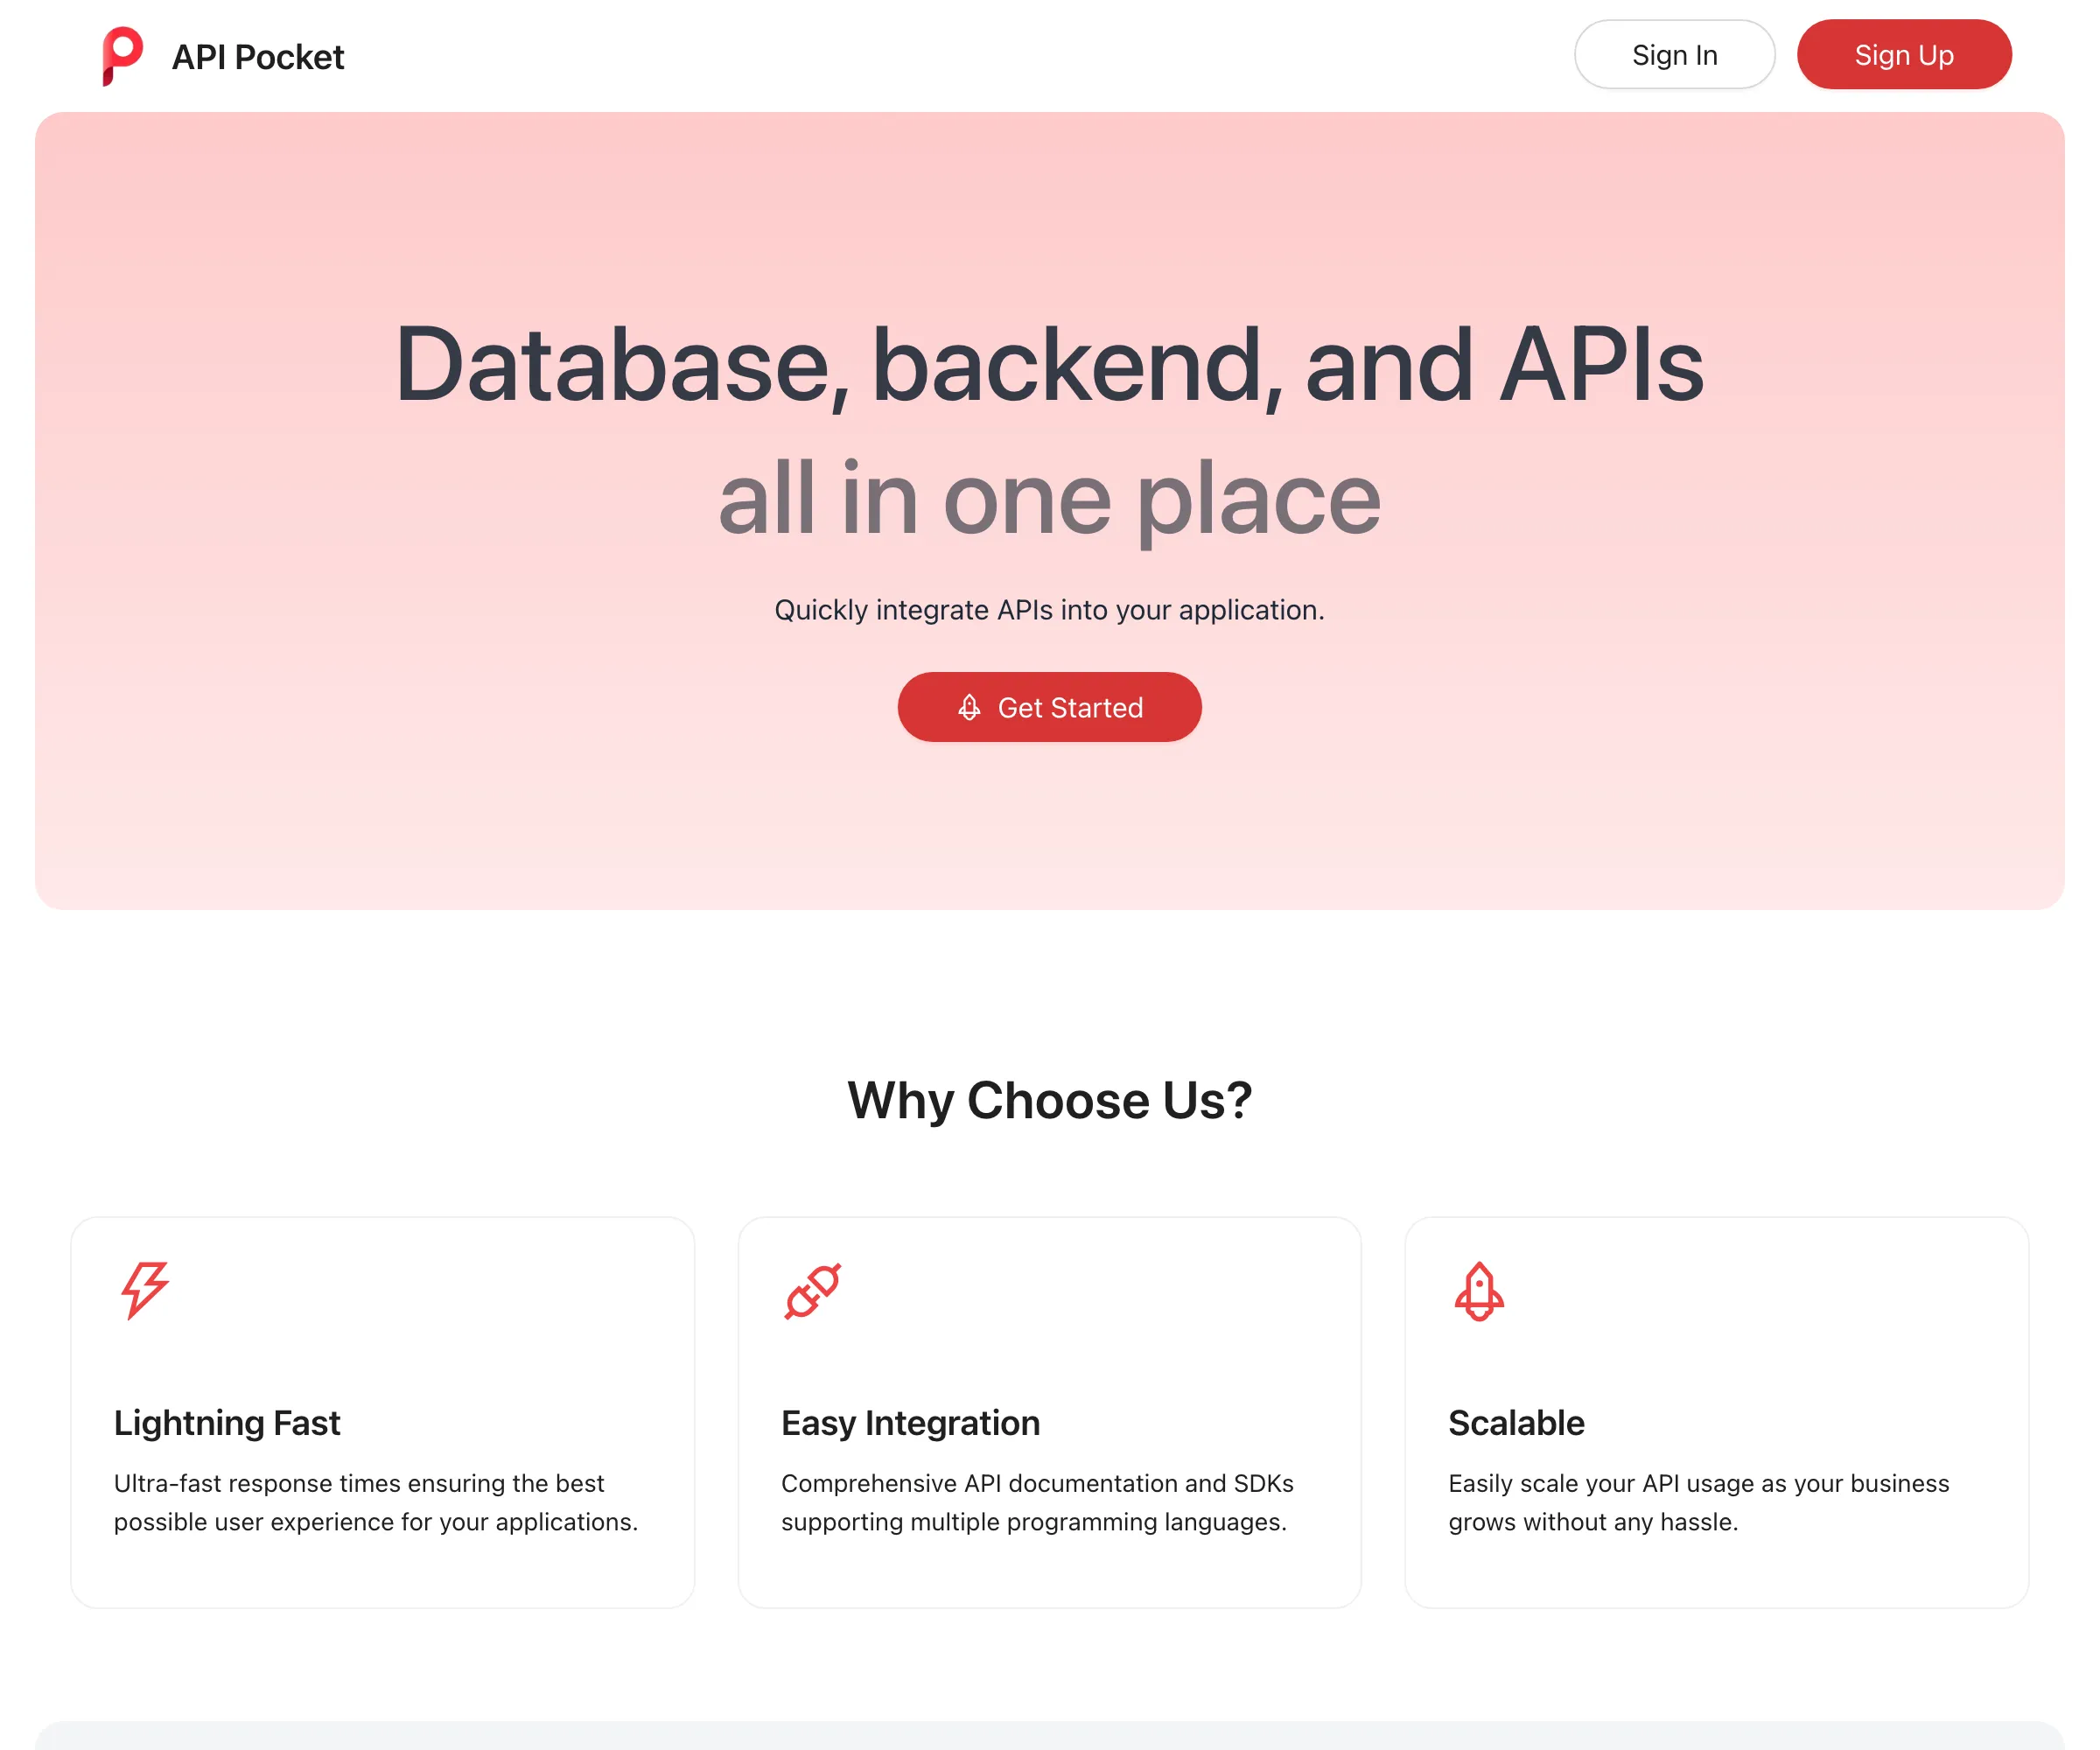 API Pocket
Sign In
Sign Up
Database, backend, and APIs
all in one place
Quickly integrate APIs into your application.
Get Started
Why Choose Us?
Lightning Fast
Ultra-fast response times ensuring the best
possible user experience for your applications.
Easy Integration
Comprehensive API documentation and SDKs
supporting multiple programming languages.
Scalable
Easily scale your API usage as your business
grows without any hassle.